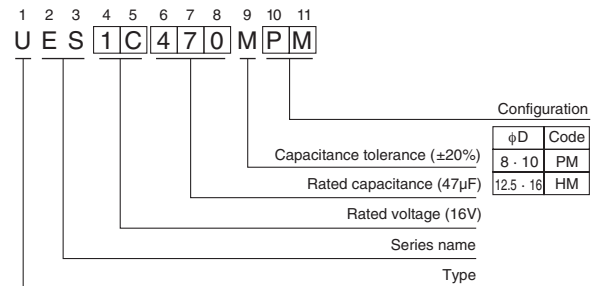 1 2 3 4 5 6 7 8 9 10 11
U E S 1 C 4 7 0 M P M
Configuration
ϕD Code
8 · 10 PM
12.5 · 16 HM
Capacitance tolerance (±20%)
Rated capacitance (47µF)
Rated voltage (16V)
Series name
Type